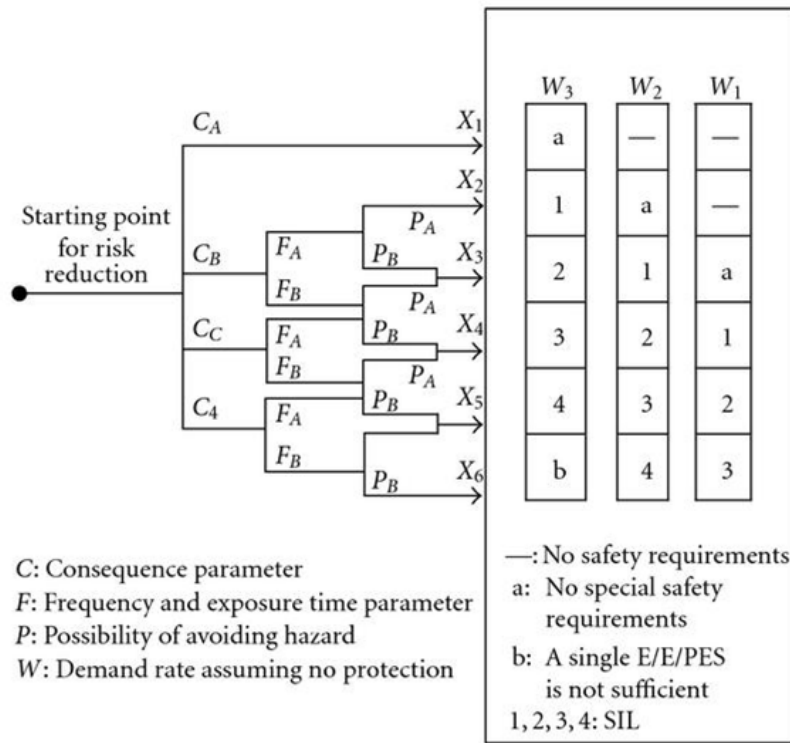 W3 W2 W1
CA X1 a — —
X2 1 a —
Starting point
for risk
reduction
PA
CB FA PB X3 2 1 a
FB PA
CC FA PB X4 3 2 1
FB PA
C4 FA PB X5 4 3 2
FB PB X6 b 4 3
C: Consequence parameter
F: Frequency and exposure time parameter
P: Possibility of avoiding hazard
W: Demand rate assuming no protection
—: No safety requirements
a: No special safety
requirements
b: A single E/E/PES
is not sufficient
1, 2, 3, 4: SIL